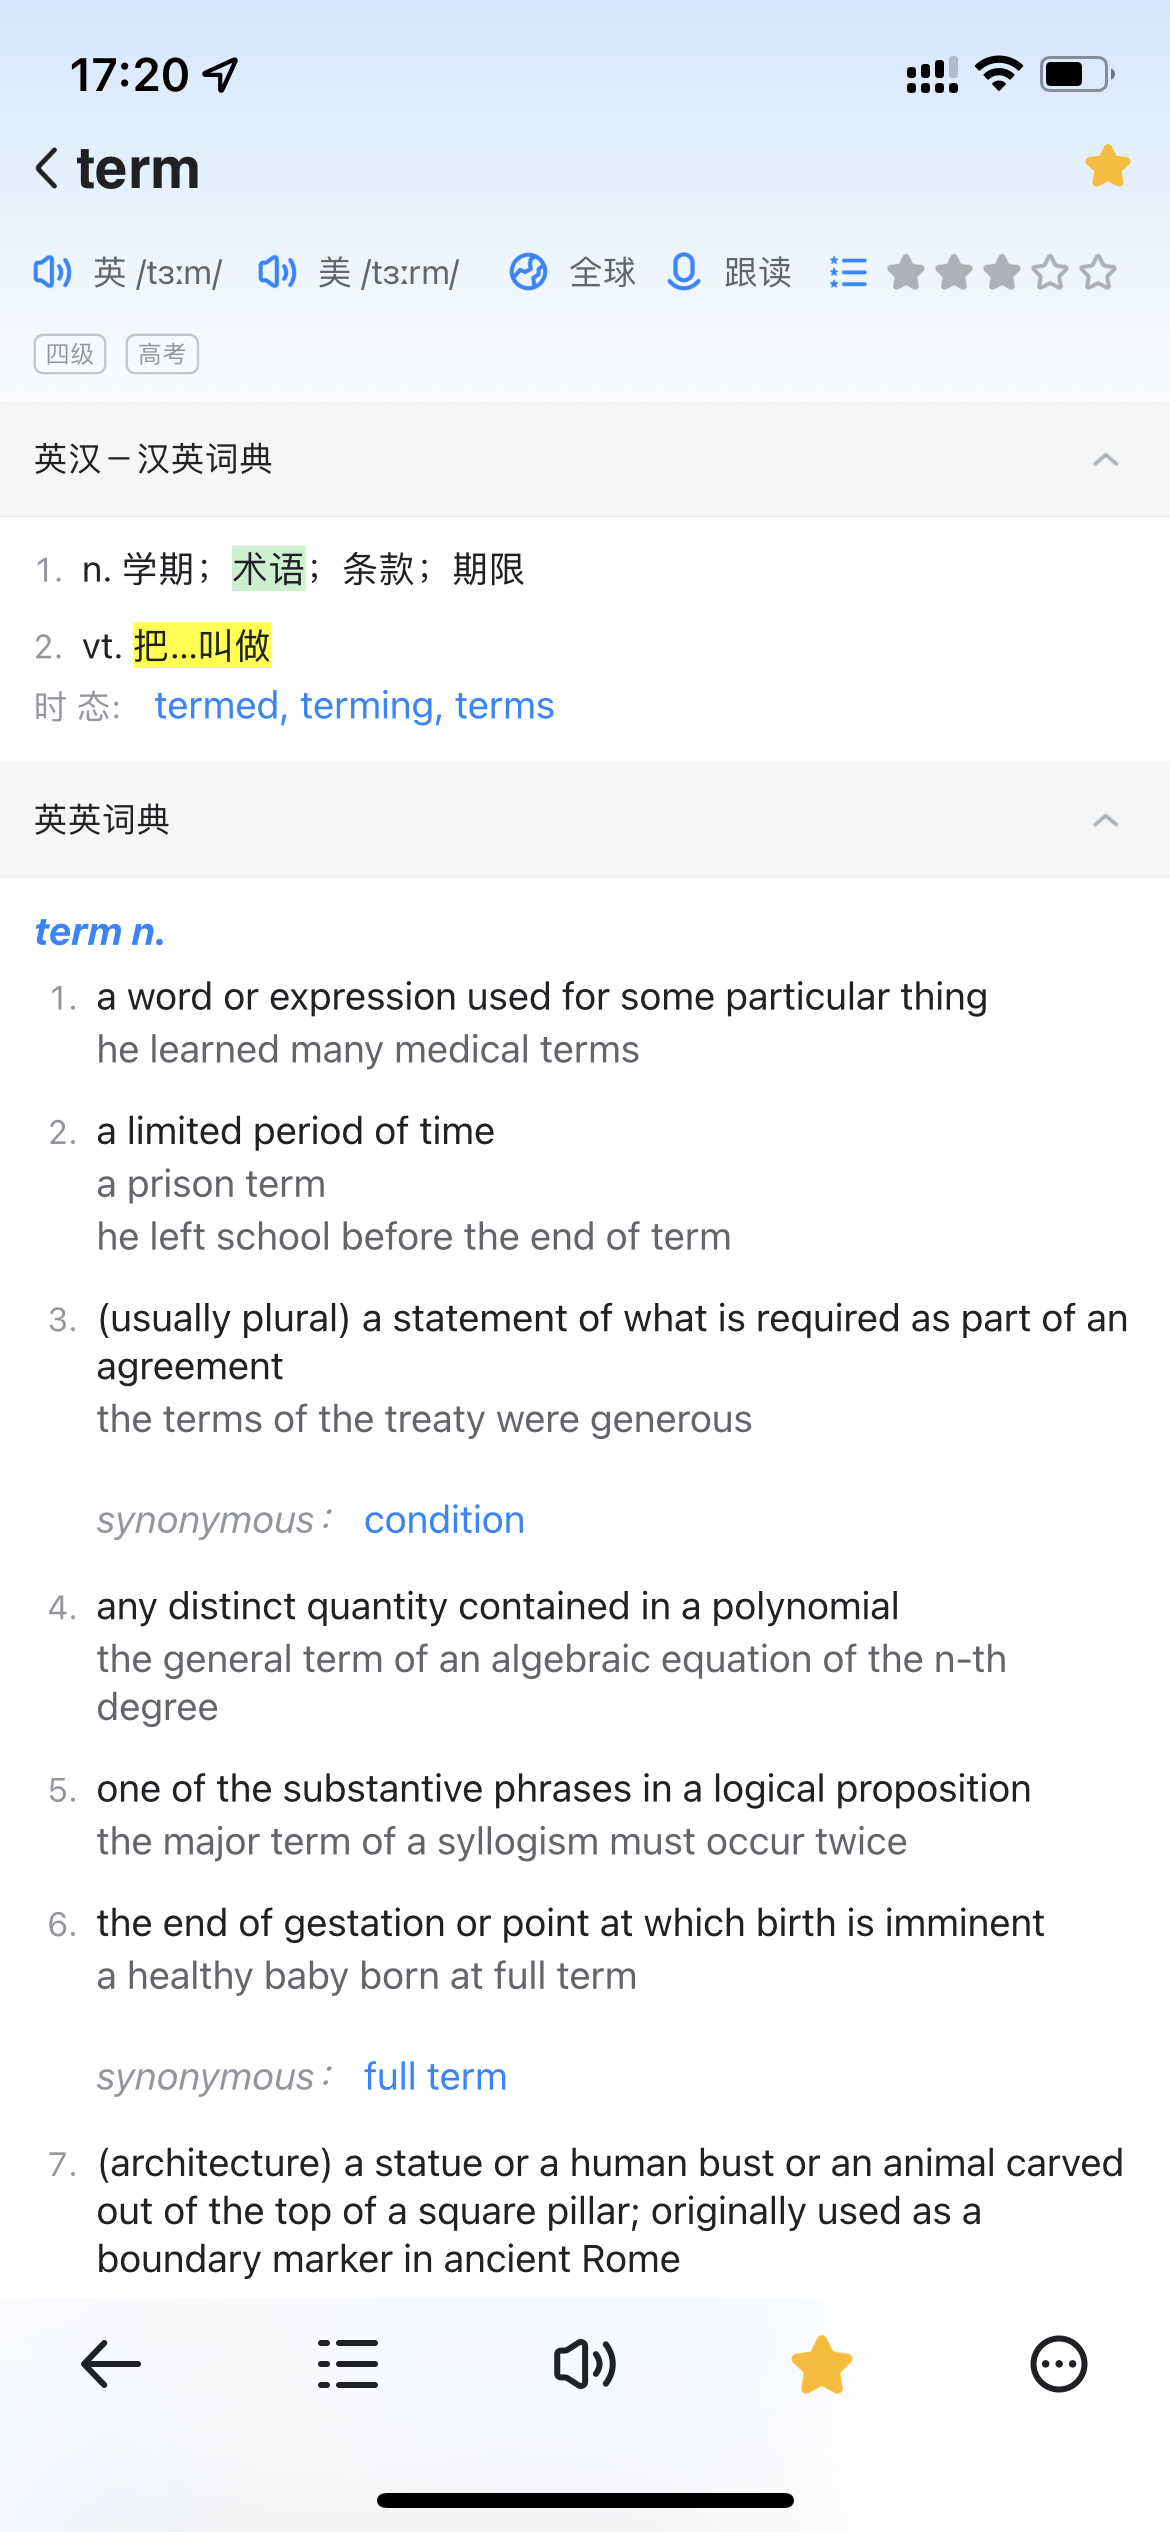 17:20
term
英 /tɜːm/ 美 /tɜːrm/ 全球 跟读
四级 高考
英汉－汉英词典
1. n. 学期；术语；条款；期限
2. vt. 把...叫做
时 态: termed, terming, terms
英英词典
term n.
1. a word or expression used for some particular thing
he learned many medical terms
2. a limited period of time
a prison term
he left school before the end of term
3. (usually plural) a statement of what is required as part of an
agreement
the terms of the treaty were generous
synonymous： condition
4. any distinct quantity contained in a polynomial
the general term of an algebraic equation of the n-th
degree
5. one of the substantive phrases in a logical proposition
the major term of a syllogism must occur twice
6. the end of gestation or point at which birth is imminent
a healthy baby born at full term
synonymous： full term
7. (architecture) a statue or a human bust or an animal carved
out of the top of a square pillar; originally used as a
boundary marker in ancient Rome